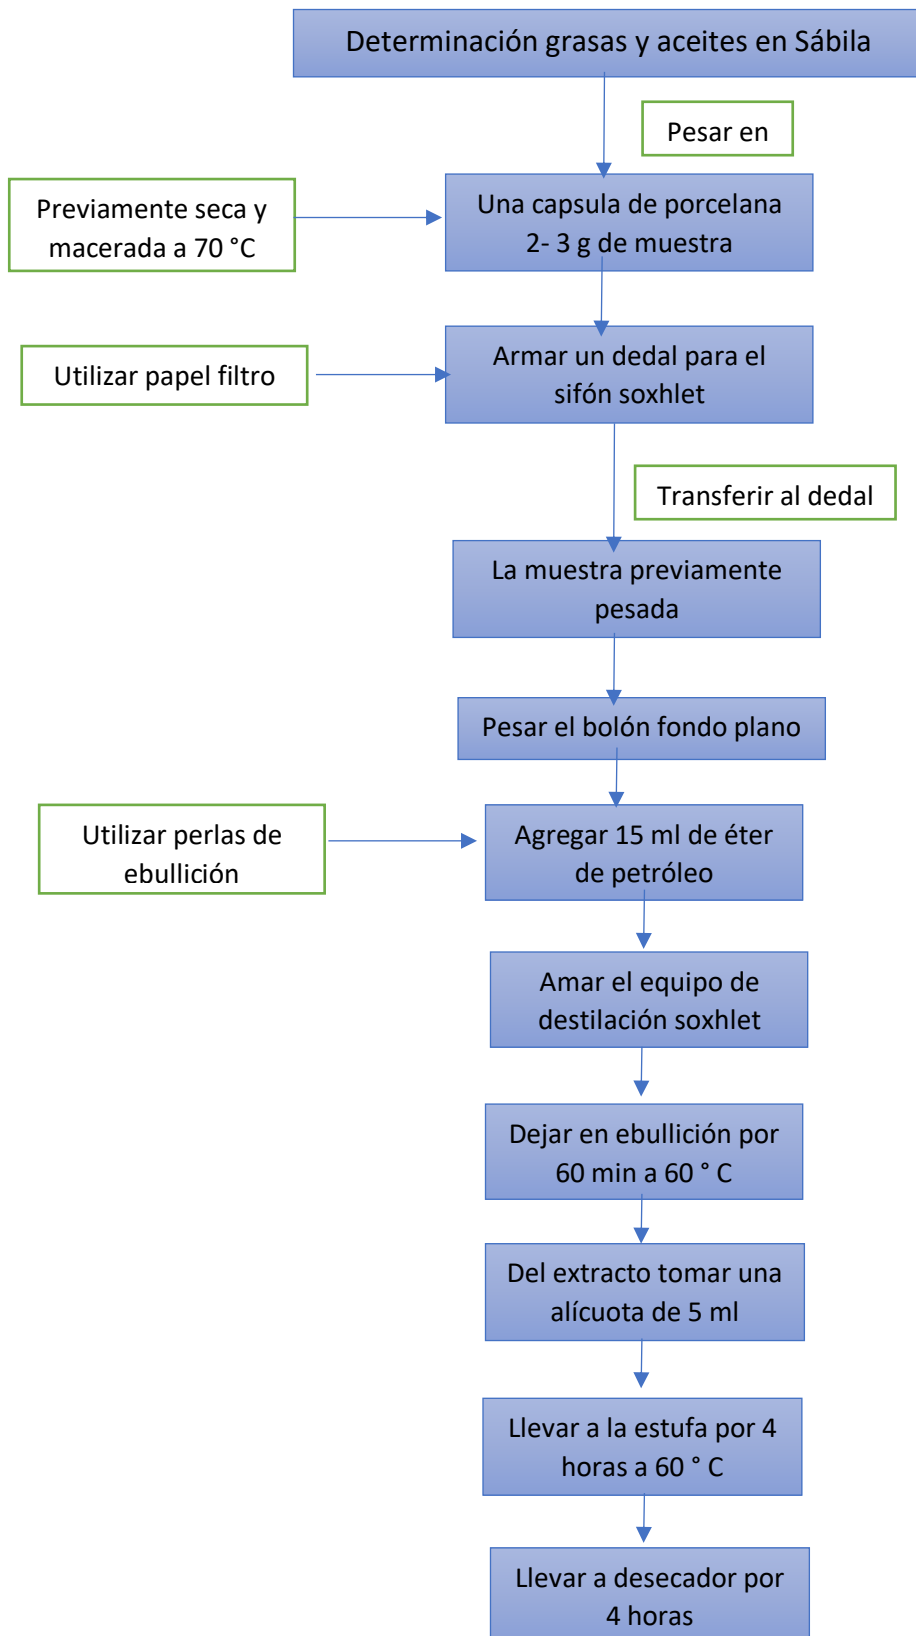 Determinación grasas y aceites en Sábila
Pesar en
Previamente seca y
macerada a 70 °C
Una capsula de porcelana
2- 3 g de muestra
Utilizar papel filtro
Armar un dedal para el
sifón soxhlet
Transferir al dedal
La muestra previamente
pesada
Pesar el bolón fondo plano
Utilizar perlas de
ebullición
Agregar 15 ml de éter
de petróleo
Amar el equipo de
destilación soxhlet
Dejar en ebullición por
60 min a 60 ° C
Del extracto tomar una
alícuota de 5 ml
Llevar a la estufa por 4
horas a 60 ° C
Llevar a desecador por
4 horas